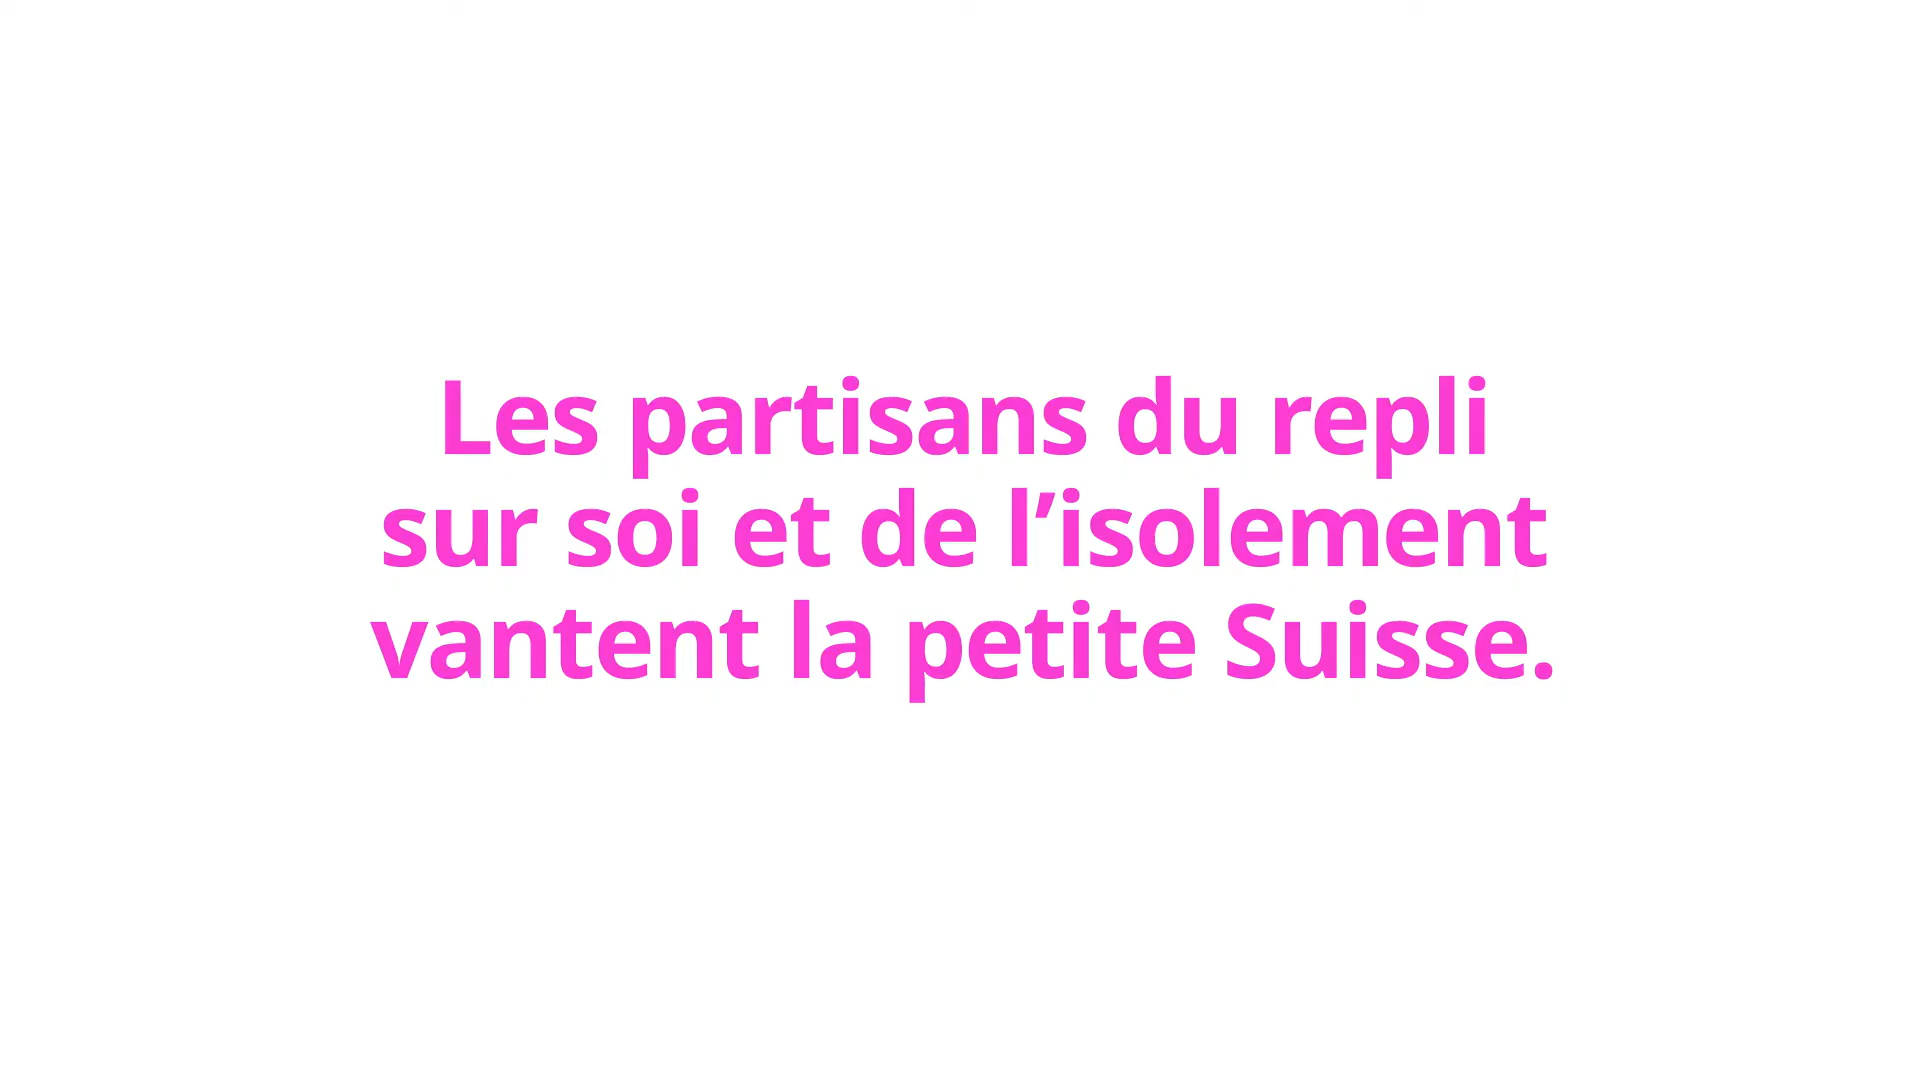 Les partisans du repli
sur soi et de l’isolement
vantent la petite Suisse.